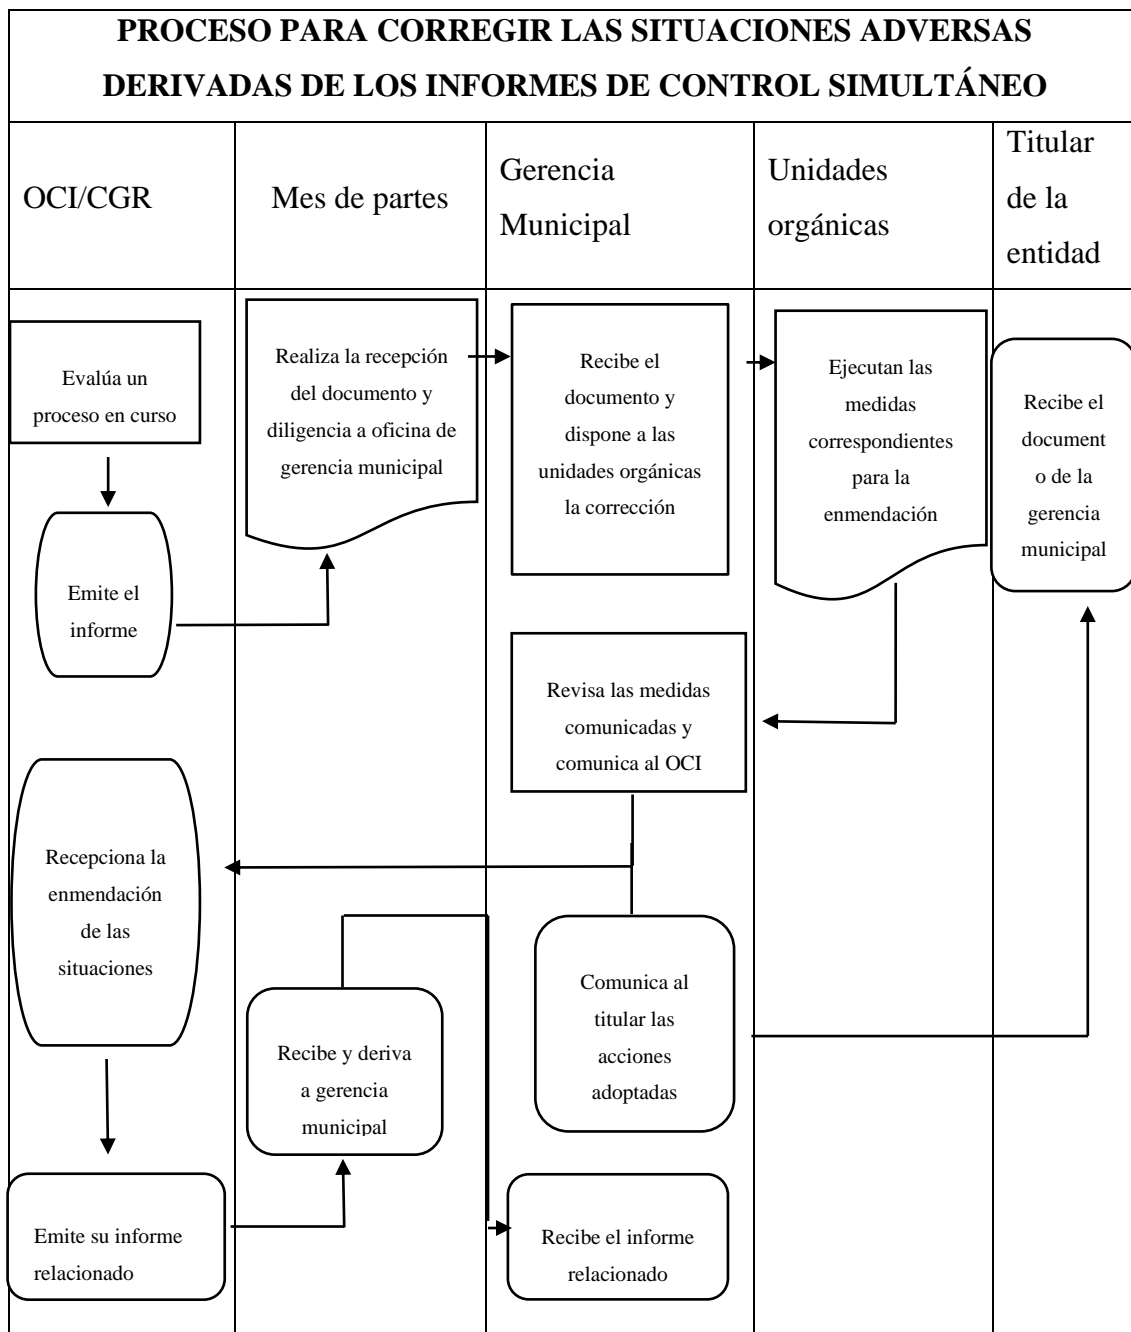 PROCESO PARA CORREGIR LAS SITUACIONES ADVERSAS
DERIVADAS DE LOS INFORMES DE CONTROL SIMULTÁNEO
OCI/CGR
Mes de partes
Gerencia
Municipal
Unidades
orgánicas
Titular
de la
entidad
Evalúa un
proceso en curso
Emite el
informe
Realiza la recepción
del documento y
diligencia a oficina de
gerencia municipal
Recibe el
documento y
dispone a las
unidades orgánicas
la corrección
Ejecutan las
medidas
correspondientes
para la
enmendación
Recibe el
document
o de la
gerencia
municipal
Revisa las medidas
comunicadas y
comunica al OCI
Recepciona la
enmendación
de las
situaciones
Comunica al
titular las
acciones
adoptadas
Recibe y deriva
a gerencia
municipal
Emite su informe
relacionado
Recibe el informe
relacionado